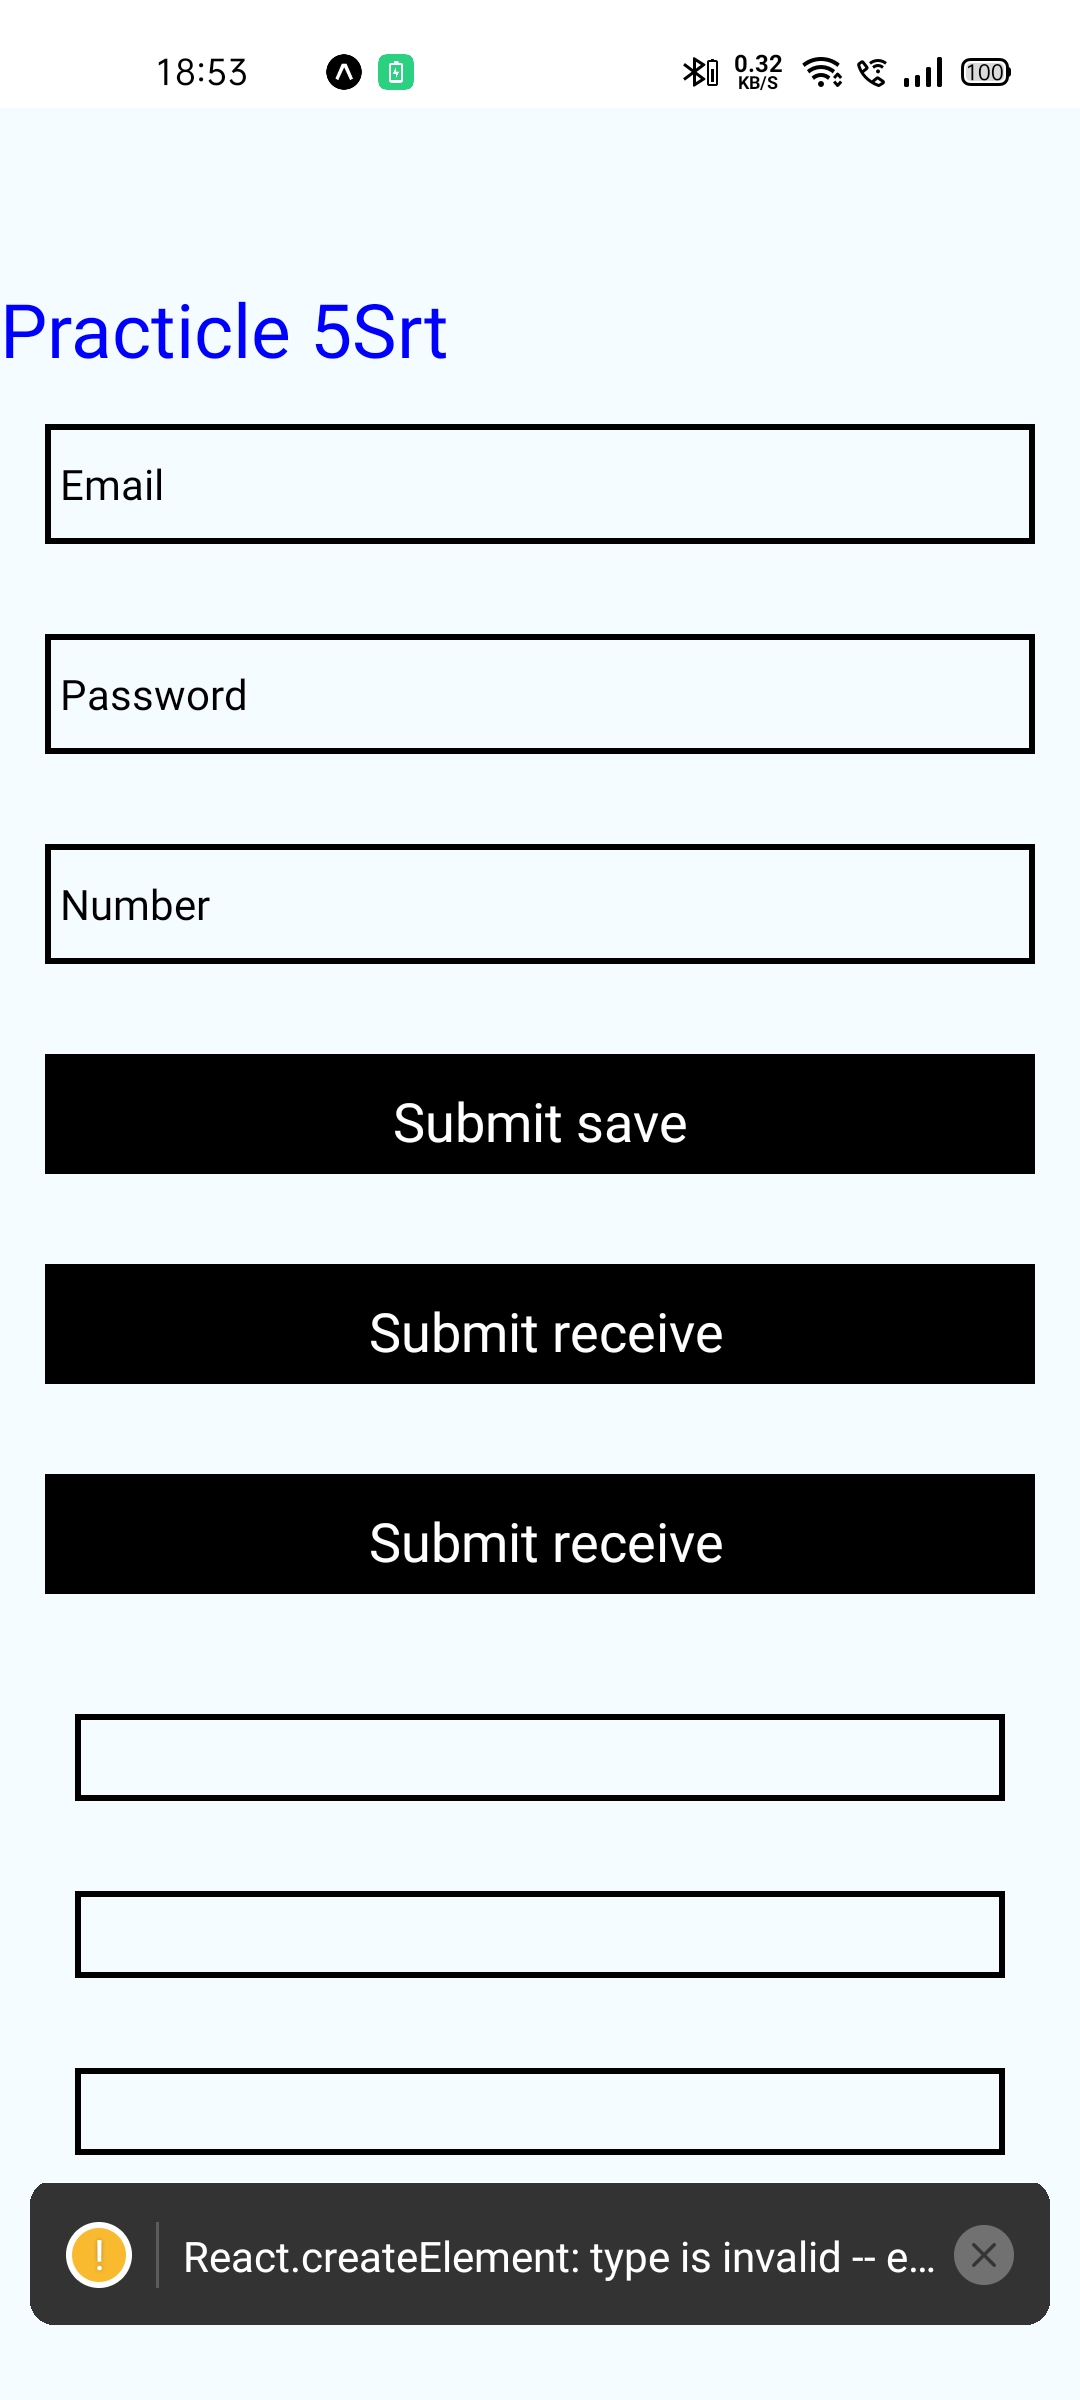 18:53
0.32
KB/S
100
Practicle 5Srt
Email
Password
Number
Submit save
Submit receive
Submit receive
React.createElement: type is invalid -- e...